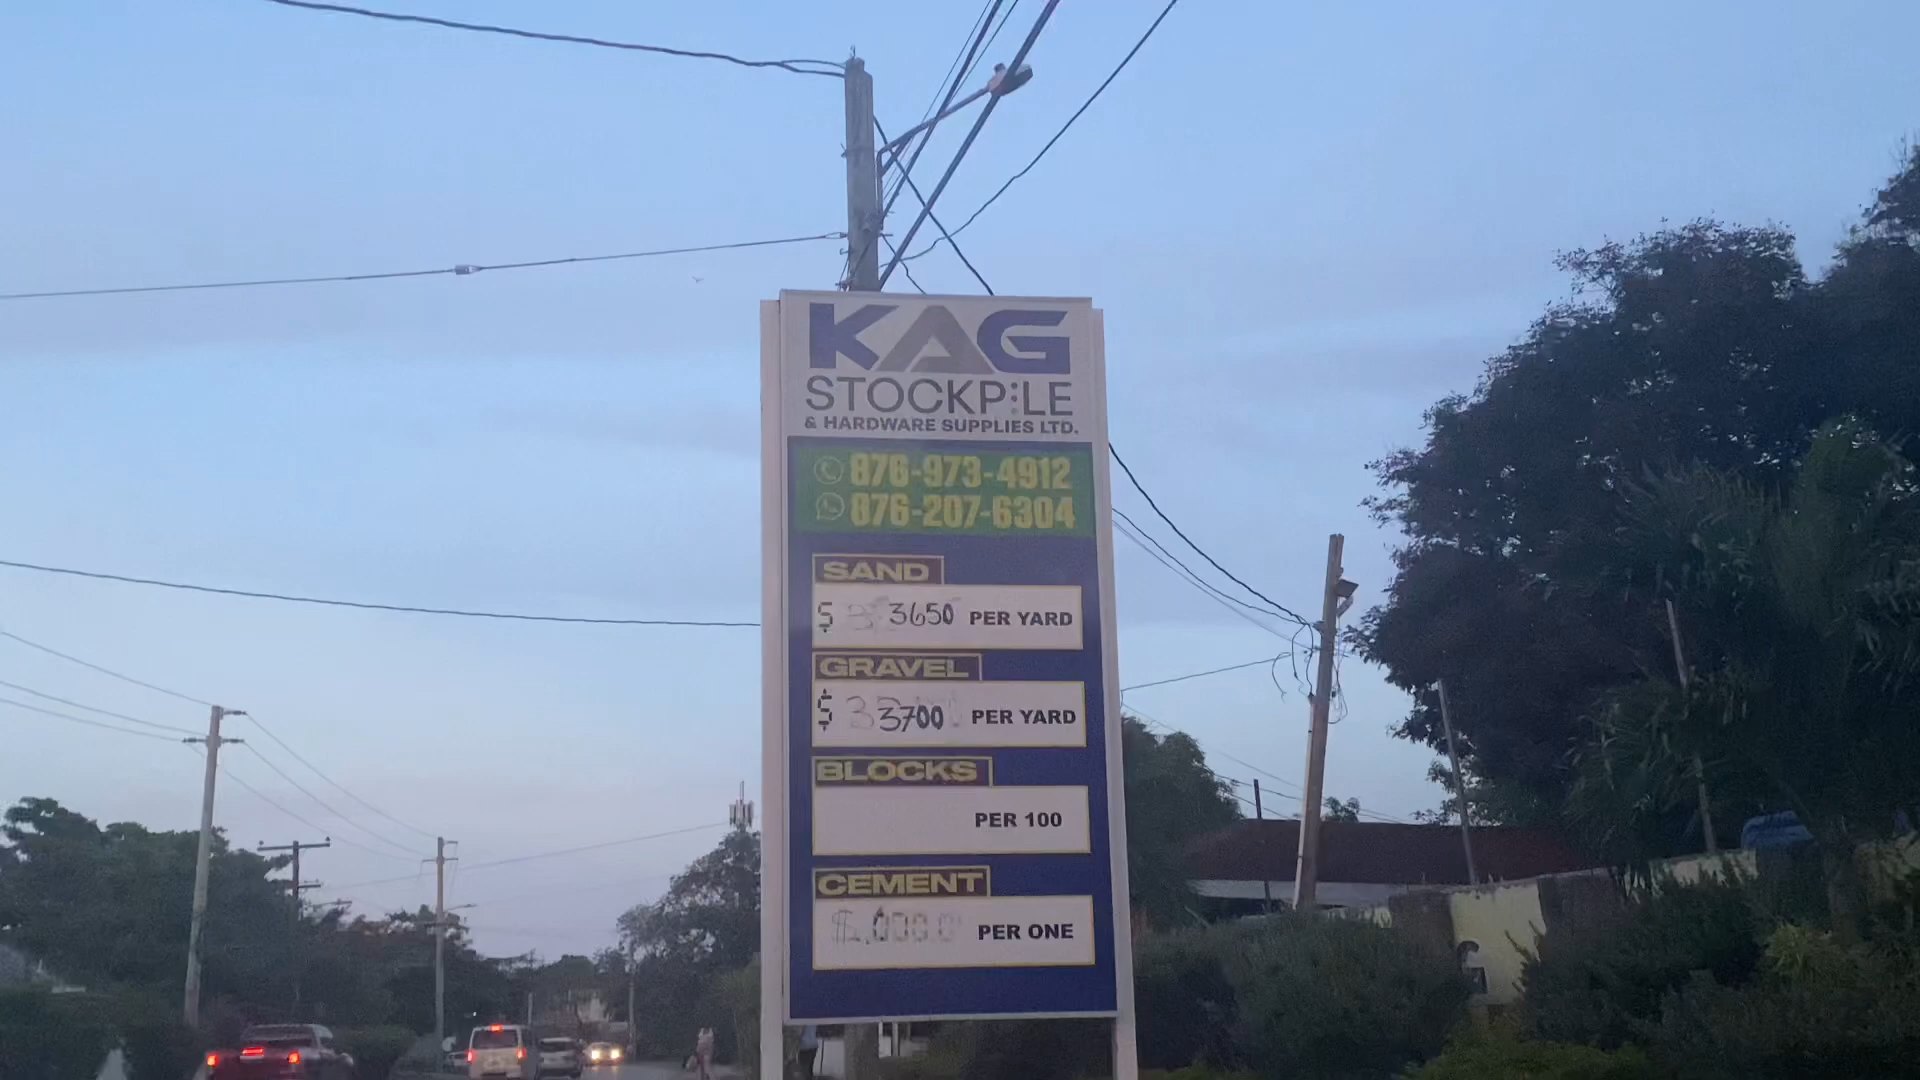 KAG
STOCKPILE
& HARDWARE SUPPLIES LTD.
876-973-4912
876-207-6304
SAND
$ 3650 PER YARD
GRAVEL
$ 3700 PER YARD
BLOCKS
PER 100
CEMENT
PER ONE